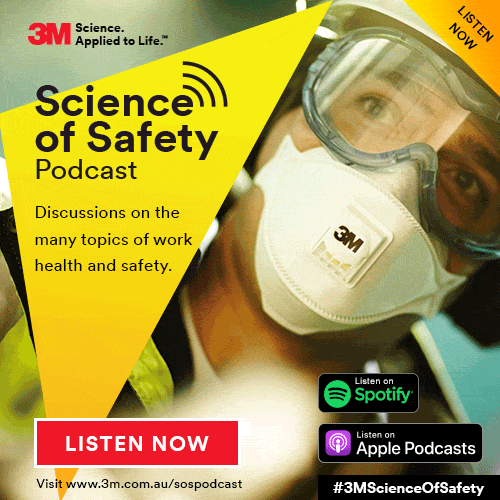 3M Science.
Applied to Life.™
LISTEN
NOW
Science
of Safety
Podcast
Discussions on the
many topics of work
health and safety.
3M
Listen on
Spotify
Listen on
Apple Podcasts
LISTEN NOW
Visit www.3m.com.au/sospodcast
#3MScienceOfSafety